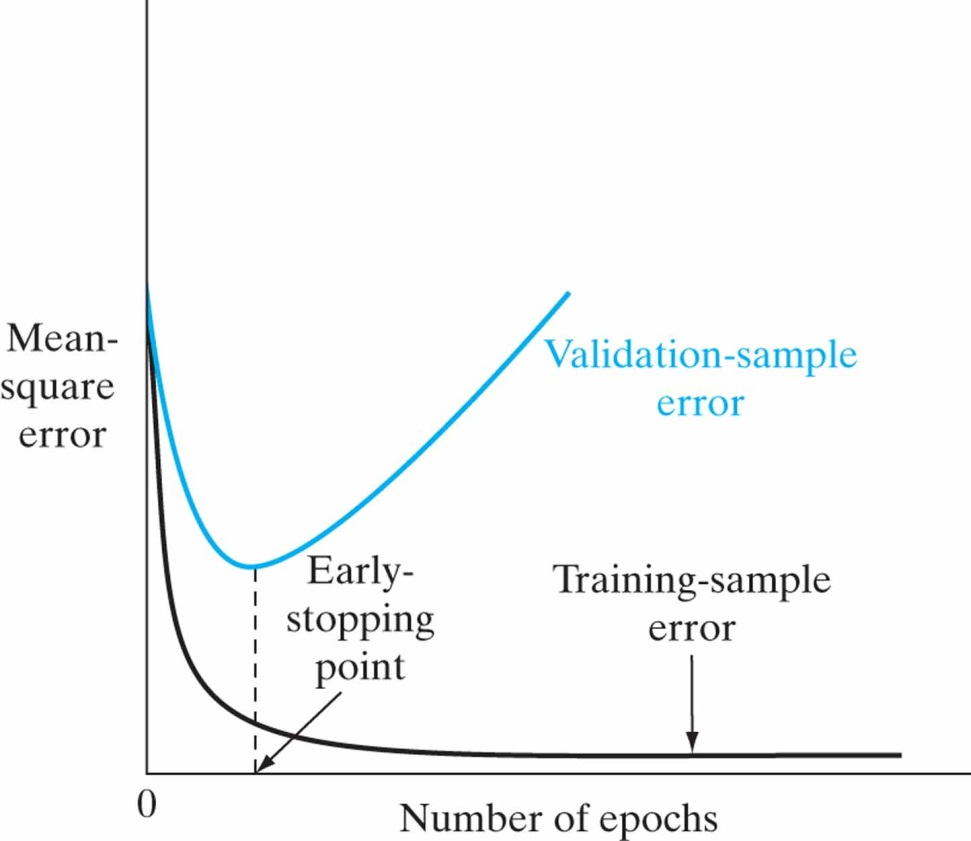 Mean-
square
error
Validation-sample
error
Early-
stopping
point
Training-sample
error
0
Number of epochs